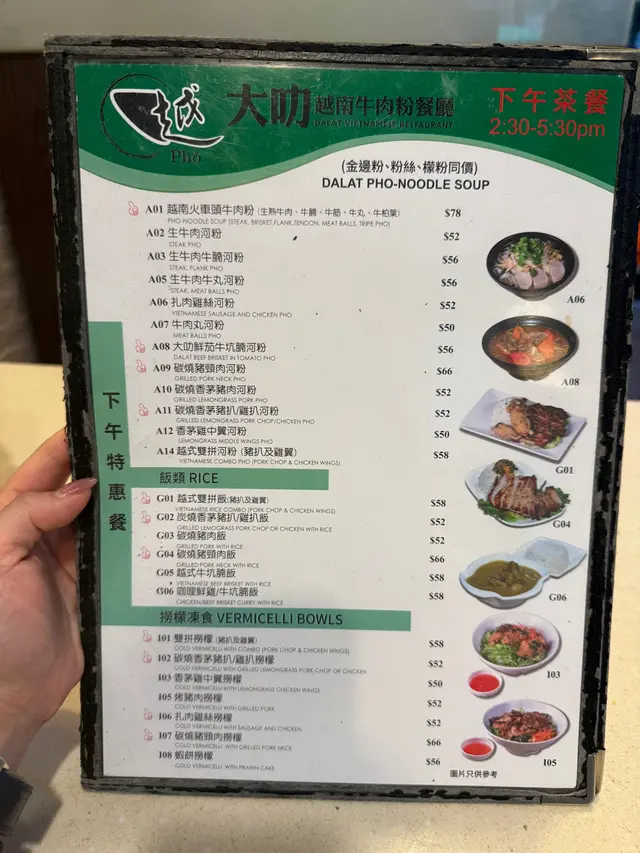 越
Phở
大叻越南牛肉粉餐廳
DALAT VIETNAMESE RESTAURANT
下午茶餐
2:30-5:30pm
(金邊粉、粉絲、檬粉同價)
DALAT PHO-NOODLE SOUP
A01 越南火車頭牛肉粉 (生熟牛肉、牛腩、牛筋、牛丸、牛柏葉) $78
PHO-NOODLE SOUP (STEAK, BRISKET,FLANK,TENDON, MEAT BALLS, TRIPE PHO)
A02 生牛肉河粉 $52
STEAK PHO
A03 生牛肉牛腩河粉 $56
STEAK, FLANK PHO
A05 生牛肉牛丸河粉 $56
STEAK, MEAT BALLS PHO
A06 扎肉雞絲河粉 $52
VIETNAMESE SAUSAGE AND CHICKEN PHO
A07 牛肉丸河粉 $50
MEAT BALLS PHO
A08 大叻鮮茄牛坑腩河粉 $56
DALAT BEEF BRISKET IN TOMATO PHO
A09 碳燒豬頸肉河粉 $66
GRILLED PORK NECK PHO
A10 碳燒香茅豬肉河粉 $52
GRILLED LEMONGRASS PORK PHO
A11 碳燒香茅豬扒/雞扒河粉 $52
GRILLED LEMONGRASS PORK CHOP/CHICKEN PHO
A12 香茅雞中翼河粉 $50
LEMONGRASS MIDDLE WINGS PHO
A14 越式雙拼河粉 (豬扒及雞翼) $58
VIETNAMESE COMBO PHO (PORK CHOP & CHICKEN WINGS)
下午特惠餐
飯類 RICE
G01 越式雙拼飯(豬扒及雞翼) $58
VIETNAMESE RICE COMBO (PORK CHOP & CHICKEN WINGS)
G02 炭燒香茅豬扒/雞扒飯 $52
GRILLED LEMOGRASS PORK CHOP OR CHICKEN WITH RICE
G03 碳燒豬肉飯 $52
GRILLED PORK WITH RICE
G04 碳燒豬頸肉飯 $66
GRILLED PORK NECK WITH RICE
G05 越式牛坑腩飯 $58
VIETNAMESE BEEF BRISKET WITH RICE
G06 咖喱鮮雞/牛坑腩飯 $58
CHICKEN/BEEF BRISKET CURRY WITH RICE
撈檬凍食 VERMICELLI BOWLS
I01 雙拼撈檬 (豬扒及雞翼) $58
COLD VERMICELLI WITH COMBO (PORK CHOP & CHICKEN WINGS)
I02 碳燒香茅豬扒/雞扒撈檬 $52
COLD VERMICELLI WITH GRILLED LEMONGRASS PORK CHOP OR CHICKEN
I03 香茅雞中翼撈檬 $50
COLD VERMICELLI WITH LEMONGRASS CHICKEN WINGS
I05 烤豬肉撈檬 $52
COLD VERMICELLI WITH GRILLED PORK
I06 扎肉雞絲撈檬 $52
COLD VERMICELLI WITH SAUSAGE AND CHICKEN
I07 碳燒豬頸肉撈檬 $66
COLD VERMICELLI WITH GRILLED PORK NECK
I08 蝦餅撈檬 $56
COLD VERMICELLI WITH PRAWN CAKE
A06
A08
G01
G04
G06
I03
I05
圖片只供參考